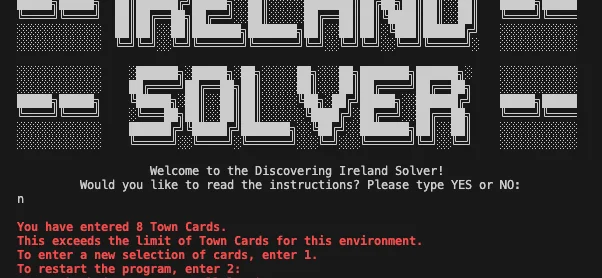 IRELAND
SOLVER
Welcome to the Discovering Ireland Solver!
Would you like to read the instructions? Please type YES or NO:
n
You have entered 8 Town Cards.
This exceeds the limit of Town Cards for this environment.
To enter a new selection of cards, enter 1.
To restart the program, enter 2: